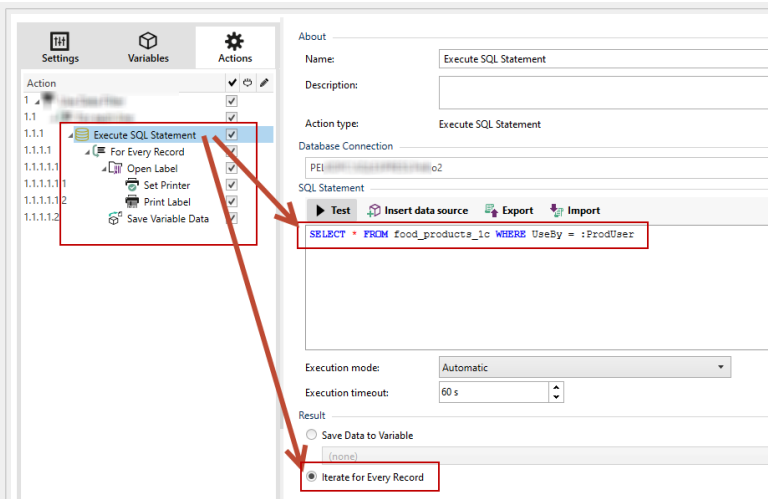 Settings Variables Actions
Action
1
1.1
1.1.1 Execute SQL Statement
1.1.1.1 For Every Record
1.1.1.1.1 Open Label
1.1.1.1.1.1 Set Printer
1.1.1.1.1.2 Print Label
1.1.1.1.2 Save Variable Data
About
Name: Execute SQL Statement
Description:
Action type: Execute SQL Statement
Database Connection
SQL Statement
Test Insert data source Export Import
SELECT * FROM food_products_1c WHERE UseBy = :ProdUser
Execution mode: Automatic
Execution timeout: 60 s
Result
Save Data to Variable
(none)
Iterate for Every Record